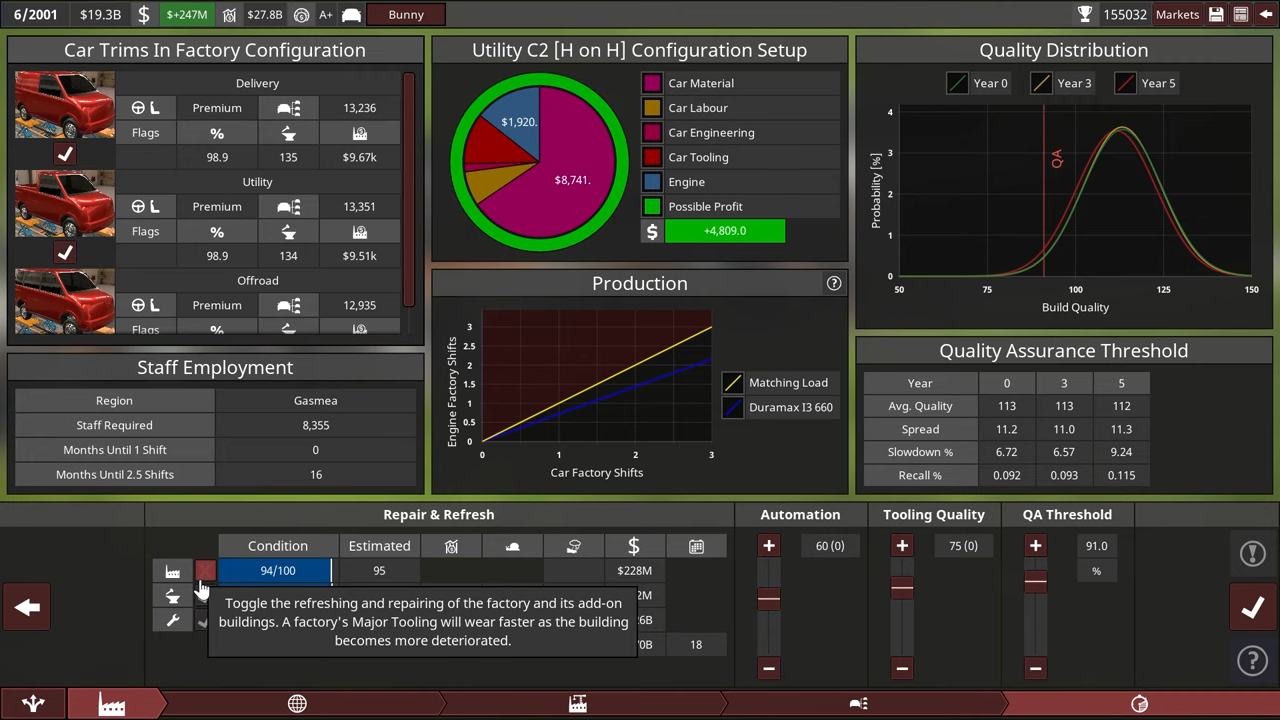 6/2001 $19.3B $ $+247M $27.8B A+ Bunny 155032 Markets
Car Trims In Factory Configuration
Delivery
Premium 13,236
Flags %
98.9 135 $9.67k
Utility
Premium 13,351
Flags %
98.9 134 $9.51k
Offroad
Premium 12,935
Flags %
Staff Employment
Region Gasmea
Staff Required 8,355
Months Until 1 Shift 0
Months Until 2.5 Shifts 16
Utility C2 [H on H] Configuration Setup
$1,920.
$8,741.
Car Material
Car Labour
Car Engineering
Car Tooling
Engine
Possible Profit
$ +4,809.0
Production ?
Engine Factory Shifts
3
2.5
2
1.5
1
0.5
0
0 1 2 3
Car Factory Shifts
Matching Load
Duramax I3 660
Quality Distribution
Year 0 Year 3 Year 5
Probability [%]
4
3
2
1
0
QA
50 75 100 125 150
Build Quality
Quality Assurance Threshold
Year 0 3 5
Avg. Quality 113 113 112
Spread 11.2 11.0 11.3
Slowdown % 6.72 6.57 9.24
Recall % 0.092 0.093 0.115
Repair & Refresh
Condition Estimated $
94/100 95 $228M
2M
6B
0B 18
Toggle the refreshing and repairing of the factory and its add-on
buildings. A factory's Major Tooling will wear faster as the building
becomes more deteriorated.
Automation
+ 60 (0)
−
Tooling Quality
+ 75 (0)
−
QA Threshold
+ 91.0
%
−
!
?